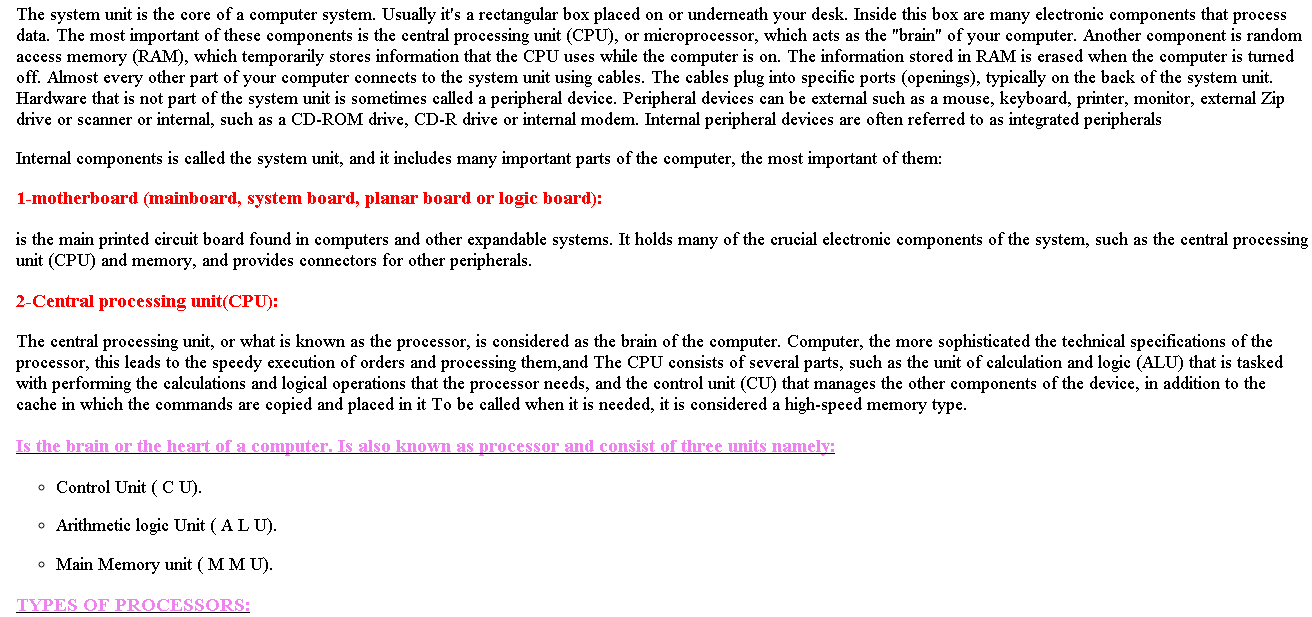 The system unit is the core of a computer system. Usually it's a rectangular box placed on or underneath your desk. Inside this box are many electronic components that process
data. The most important of these components is the central processing unit (CPU), or microprocessor, which acts as the "brain" of your computer. Another component is random
access memory (RAM), which temporarily stores information that the CPU uses while the computer is on. The information stored in RAM is erased when the computer is turned
off. Almost every other part of your computer connects to the system unit using cables. The cables plug into specific ports (openings), typically on the back of the system unit.
Hardware that is not part of the system unit is sometimes called a peripheral device. Peripheral devices can be external such as a mouse, keyboard, printer, monitor, external Zip
drive or scanner or internal, such as a CD-ROM drive, CD-R drive or internal modem. Internal peripheral devices are often referred to as integrated peripherals
Internal components is called the system unit, and it includes many important parts of the computer, the most important of them:
1-motherboard (mainboard, system board, planar board or logic board):
is the main printed circuit board found in computers and other expandable systems. It holds many of the crucial electronic components of the system, such as the central processing
unit (CPU) and memory, and provides connectors for other peripherals.
2-Central processing unit(CPU):
The central processing unit, or what is known as the processor, is considered as the brain of the computer. Computer, the more sophisticated the technical specifications of the
processor, this leads to the speedy execution of orders and processing them,and The CPU consists of several parts, such as the unit of calculation and logic (ALU) that is tasked
with performing the calculations and logical operations that the processor needs, and the control unit (CU) that manages the other components of the device, in addition to the
cache in which the commands are copied and placed in it To be called when it is needed, it is considered a high-speed memory type.
Is the brain or the heart of a computer. Is also known as processor and consist of three units namely:
◦ Control Unit ( C U).
◦ Arithmetic logic Unit ( A L U).
◦ Main Memory unit ( M M U).
TYPES OF PROCESSORS: